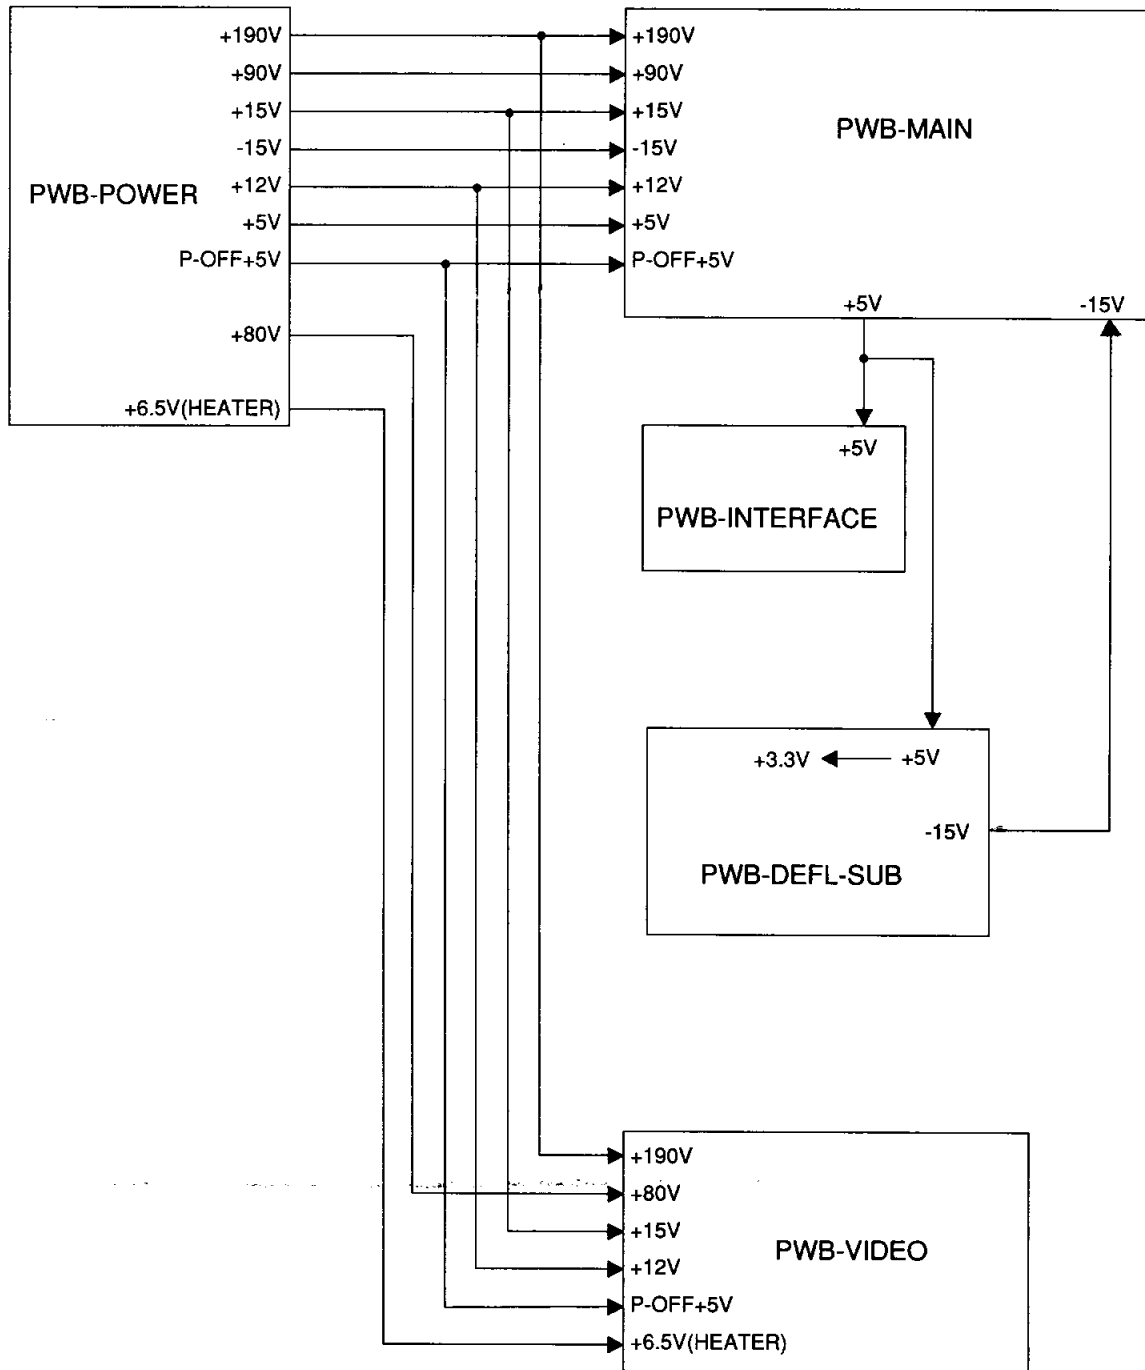 +190V
+90V
+15V
-15V
PWB-POWER
+12V
+5V
P-OFF+5V
+80V
+6.5V(HEATER)
+190V
+90V
+15V
PWB-MAIN
-15V
+12V
+5V
P-OFF+5V
+5V
-15V
+5V
PWB-INTERFACE
+3.3V
+5V
-15V
PWB-DEFL-SUB
+190V
+80V
+15V
PWB-VIDEO
+12V
P-OFF+5V
+6.5V(HEATER)